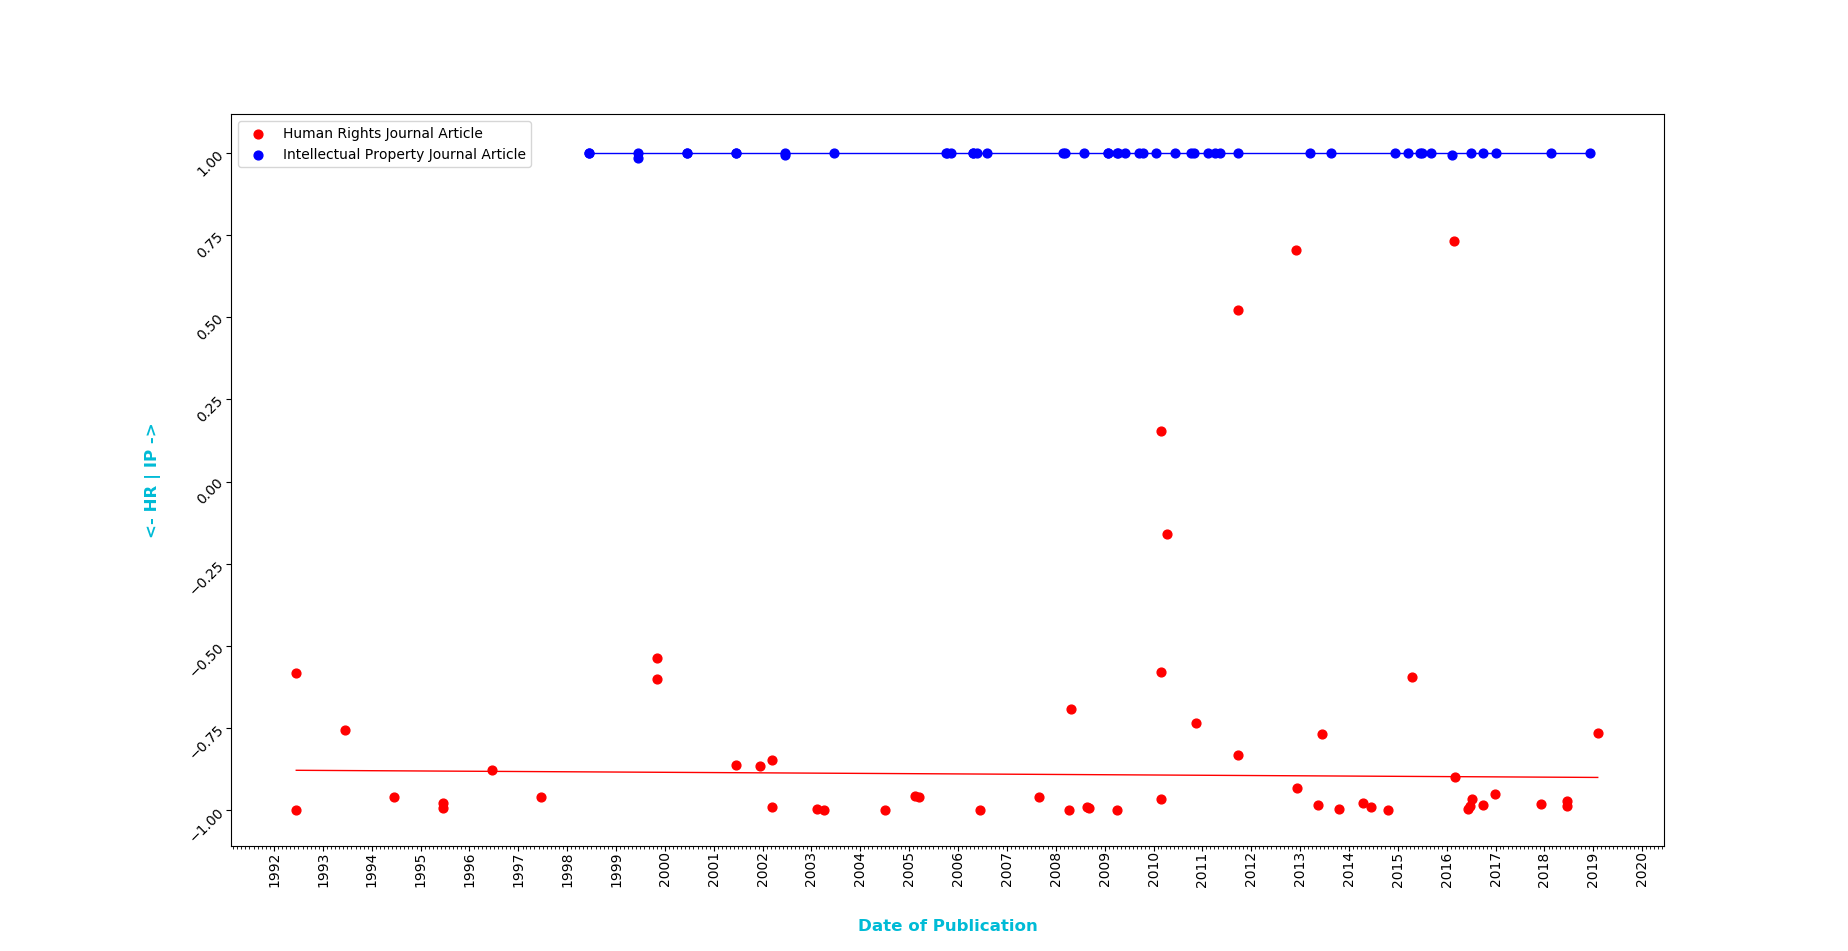 Human Rights Journal Article
Intellectual Property Journal Article
1.00
0.75
0.50
0.25
0.00
−0.25
−0.50
−0.75
−1.00
<- HR | IP ->
1992 1993 1994 1995 1996 1997 1998 1999 2000 2001 2002 2003 2004 2005 2006 2007 2008 2009 2010 2011 2012 2013 2014 2015 2016 2017 2018 2019 2020
Date of Publication